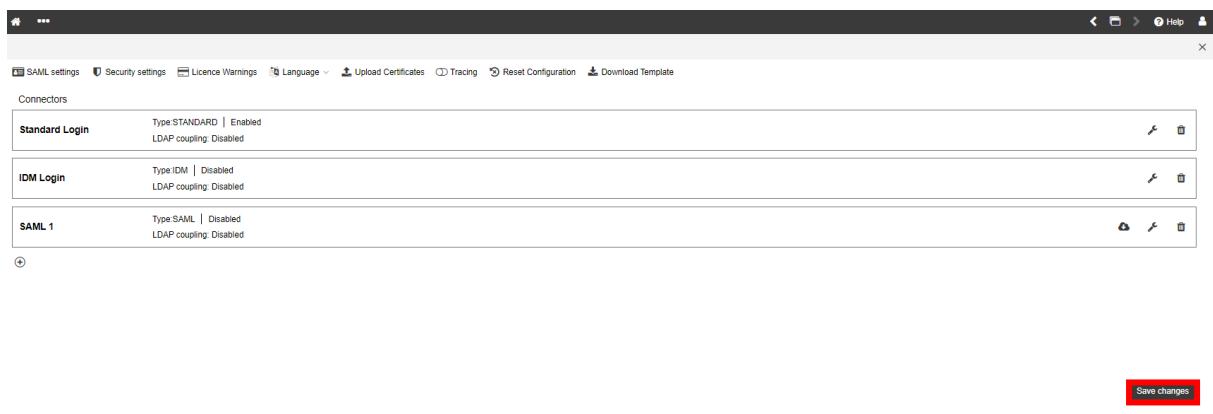 Help
SAML settings Security settings Licence Warnings Language Upload Certificates Tracing Reset Configuration Download Template
Connectors
Standard Login
Type:STANDARD | Enabled
LDAP coupling: Disabled
IDM Login
Type:IDM | Disabled
LDAP coupling: Disabled
SAML 1
Type:SAML | Disabled
LDAP coupling: Disabled
Save changes